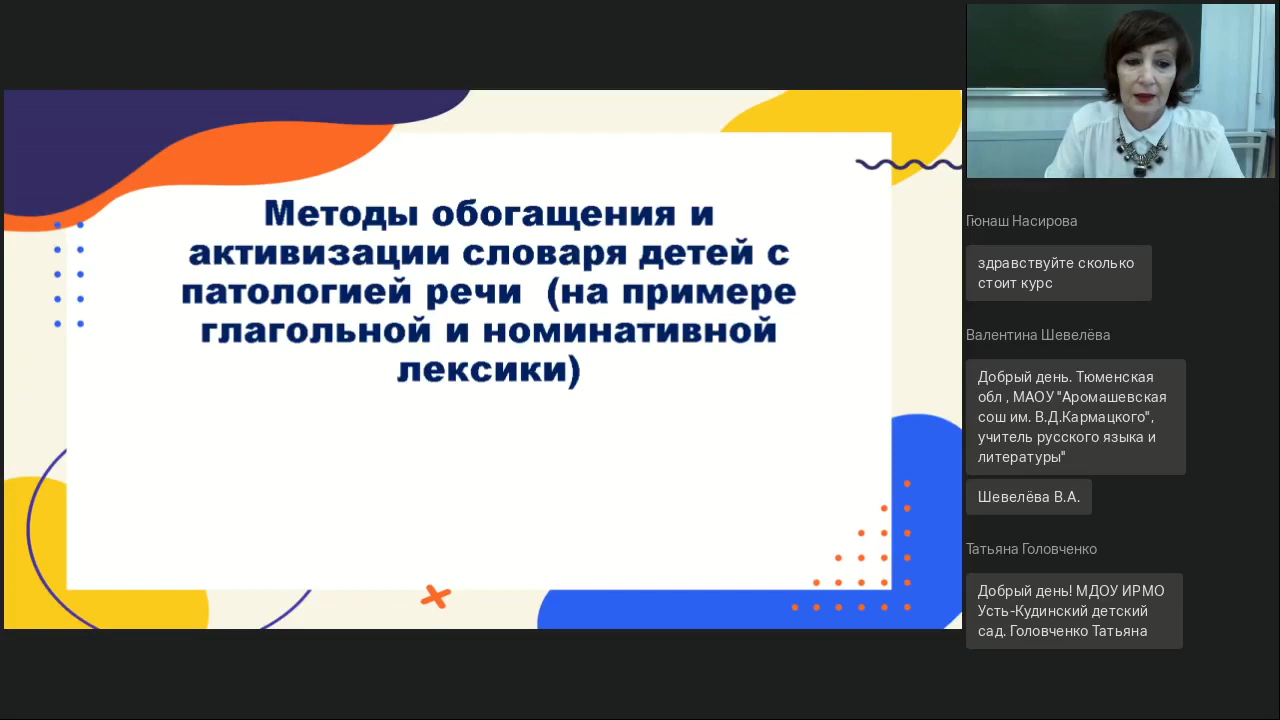 Методы обогащения и
активизации словаря детей с
патологией речи (на примере
глагольной и номинативной
лексики)
Гюнаш Насирова
здравствуйте сколько
стоит курс
Валентина Шевелёва
Добрый день. Тюменская
обл , МАОУ "Аромашевская
сош им. В.Д.Кармацкого",
учитель русского языка и
литературы"
Шевелёва В.А.
Татьяна Головченко
Добрый день! МДОУ ИРМО
Усть-Кудинский детский
сад. Головченко Татьяна